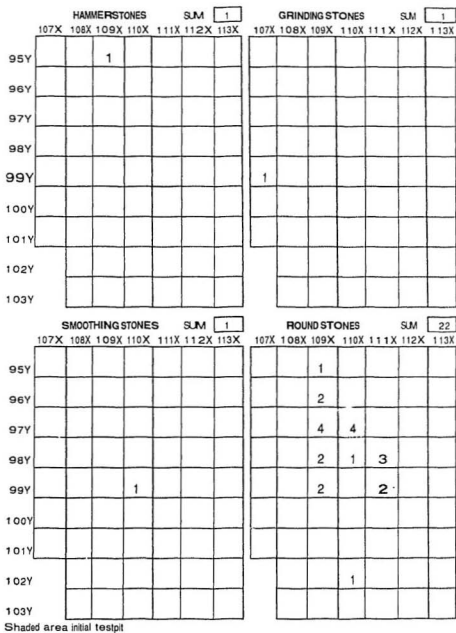 HAMMERSTONES SUM 1 GRINDING STONES SUM 1
107X 108X 109X 110X 111X 112X 113X 107X 108X 109X 110X 111X 112X 113X
95Y 1
96Y
97Y
98Y
99Y 1
100Y
101Y
102Y
103Y
SMOOTHING STONES SUM 1 ROUND STONES SUM 22
107X 108X 109X 110X 111X 112X 113X 107X 108X 109X 110X 111X 112X 113X
95Y 1
96Y 2
97Y 4 4
98Y 2 1 3
99Y 1 2 2
100Y
101Y
102Y 1
103Y
Shaded area initial testpit